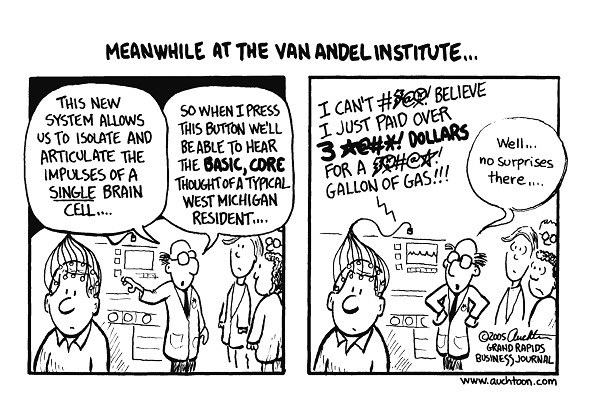 MEANWHILE AT THE VAN ANDEL INSTITUTE...
THIS NEW
SYSTEM ALLOWS
US TO ISOLATE AND
ARTICULATE THE
IMPULSES OF A
SINGLE BRAIN
CELL....
SO WHEN I PRESS
THIS BUTTON WE'LL
BE ABLE TO HEAR
THE BASIC, CORE
THOUGHT OF A TYPICAL
WEST MICHIGAN
RESIDENT....
I CAN'T #$@*! BELIEVE
I JUST PAID OVER
3 *@#*! DOLLARS
FOR A $#@*!
GALLON OF GAS!!!
Well...
no surprises
there....
©2005 Auchter
GRAND RAPIDS
BUSINESS JOURNAL
www.auchtoon.com